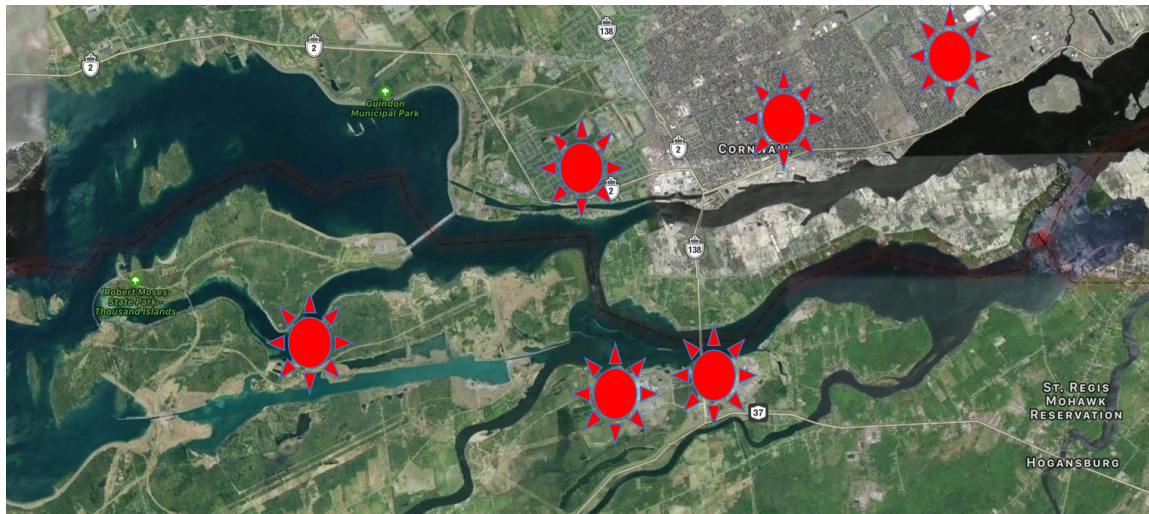 138
2
2
Guindon
Municipal Park
2
CORNWALL
2
138
Robert Moses
State Park -
Thousand Islands
37
ST. REGIS
MOHAWK
RESERVATION
HOGANSBURG